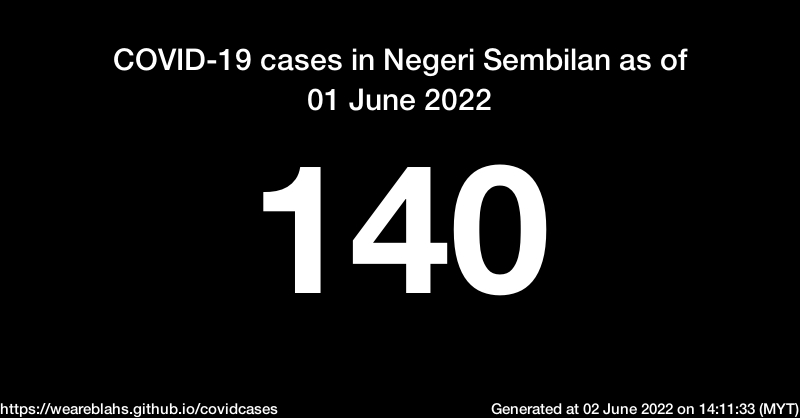 COVID-19 cases in Negeri Sembilan as of
01 June 2022
140
https://weareblahs.github.io/covidcases
Generated at 02 June 2022 on 14:11:33 (MYT)